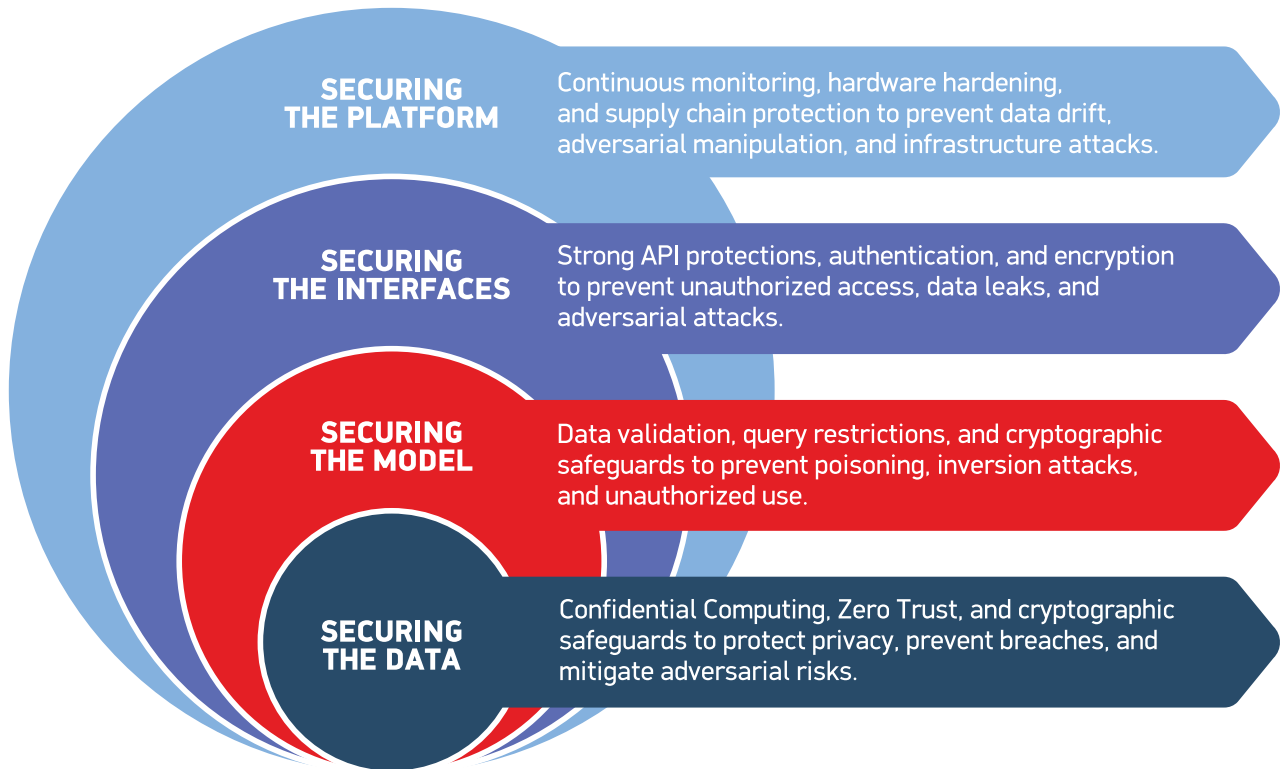 SECURING
THE PLATFORM
Continuous monitoring, hardware hardening,
and supply chain protection to prevent data drift,
adversarial manipulation, and infrastructure attacks.
SECURING
THE INTERFACES
Strong API protections, authentication, and encryption
to prevent unauthorized access, data leaks, and
adversarial attacks.
SECURING
THE MODEL
Data validation, query restrictions, and cryptographic
safeguards to prevent poisoning, inversion attacks,
and unauthorized use.
SECURING
THE DATA
Confidential Computing, Zero Trust, and cryptographic
safeguards to protect privacy, prevent breaches, and
mitigate adversarial risks.